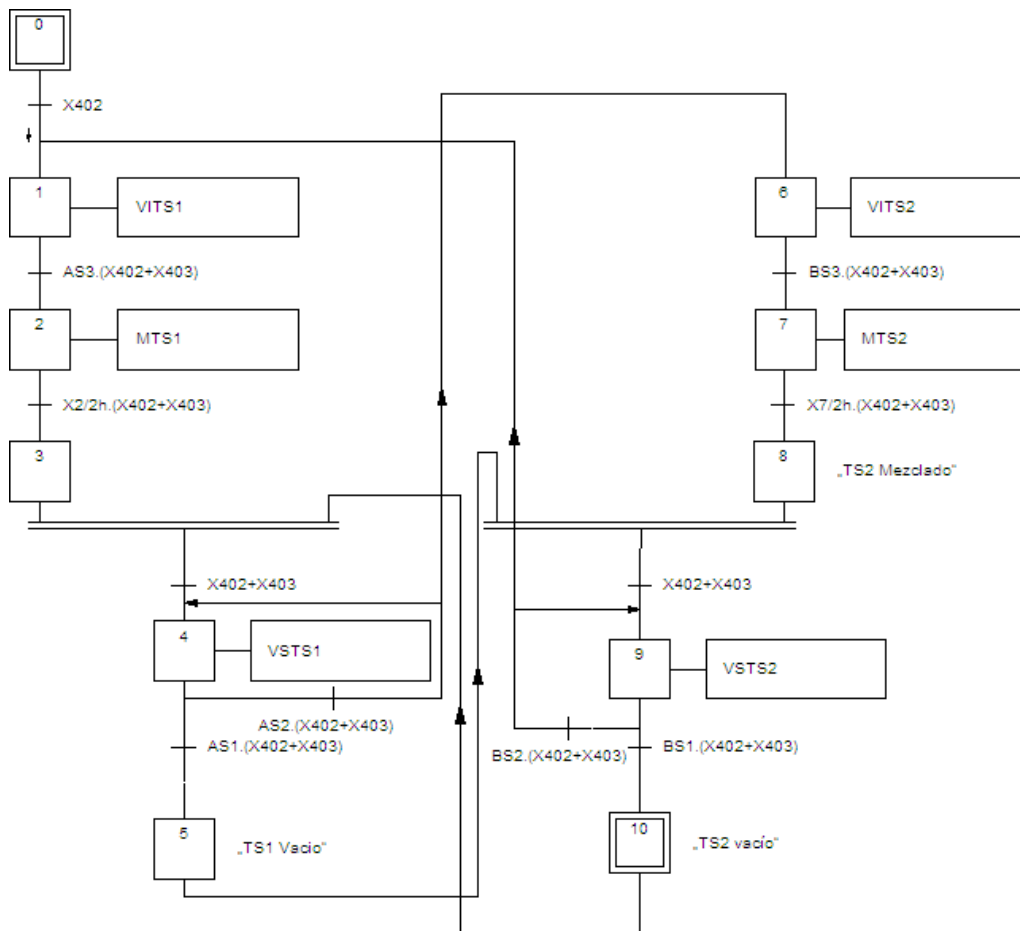 0
X402
1
VITS1
6
VITS2
AS3.(X402+X403)
BS3.(X402+X403)
2
MTS1
7
MTS2
X2/2h.(X402+X403)
X7/2h.(X402+X403)
3
8
„TS2 Mezclado"
X402+X403
X402+X403
4
VSTS1
9
VSTS2
AS2.(X402+X403)
AS1.(X402+X403)
BS2.(X402+X403)
BS1.(X402+X403)
5
„TS1 Vacio"
10
„TS2 vacío"